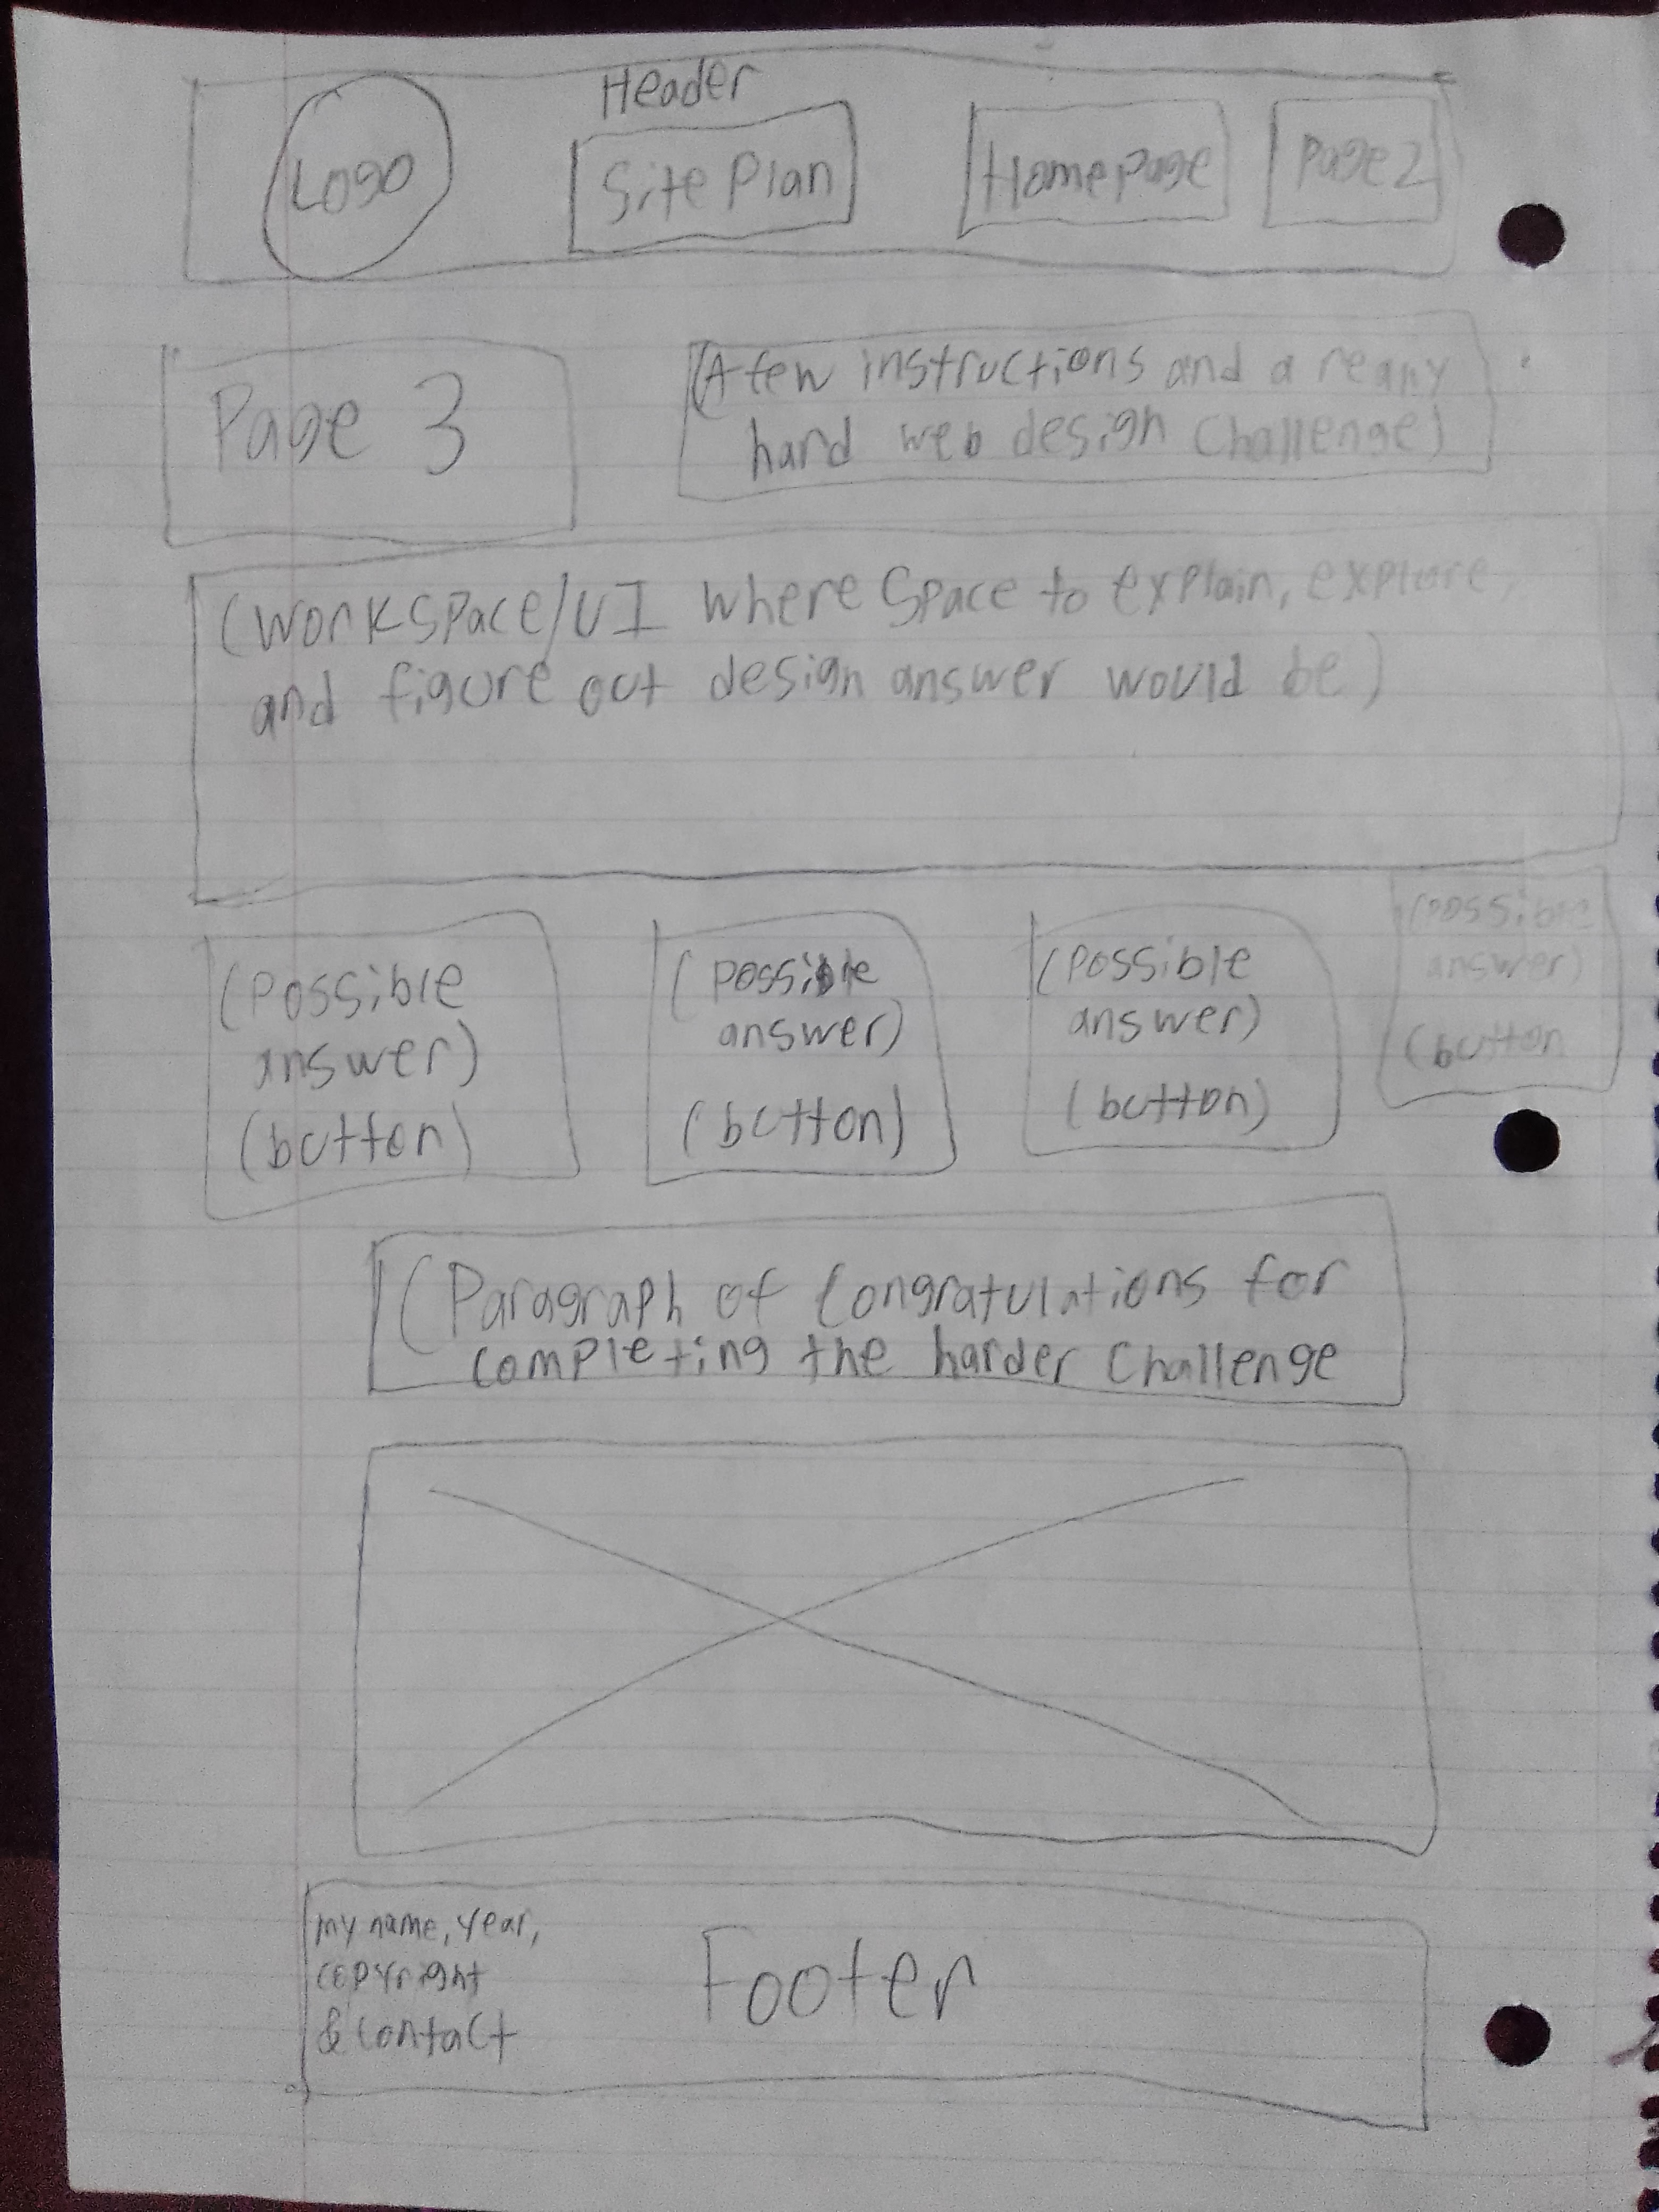 Header
Logo
Site Plan
Homepage
Page 2
Page 3
(A few instructions and a really
hard web design challenge)
(Workspace/UI where space to explain, explore,
and figure out design answer would be)
(possible
answer)
(button)
(possible
answer)
(button)
(possible
answer)
(button)
(possible
answer)
(button
(Paragraph of Congratulations for
completing the harder challenge
my name, year,
copyright
& contact
Footer